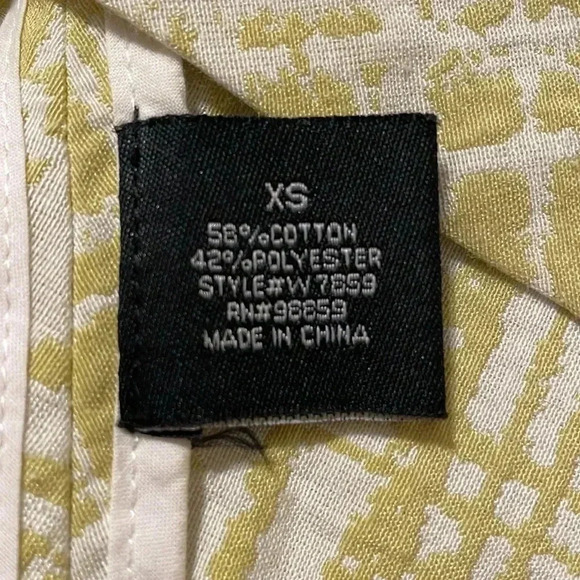 XS
58%COTTON
42%POLYESTER
STYLE#W7859
RN#98859
MADE IN CHINA